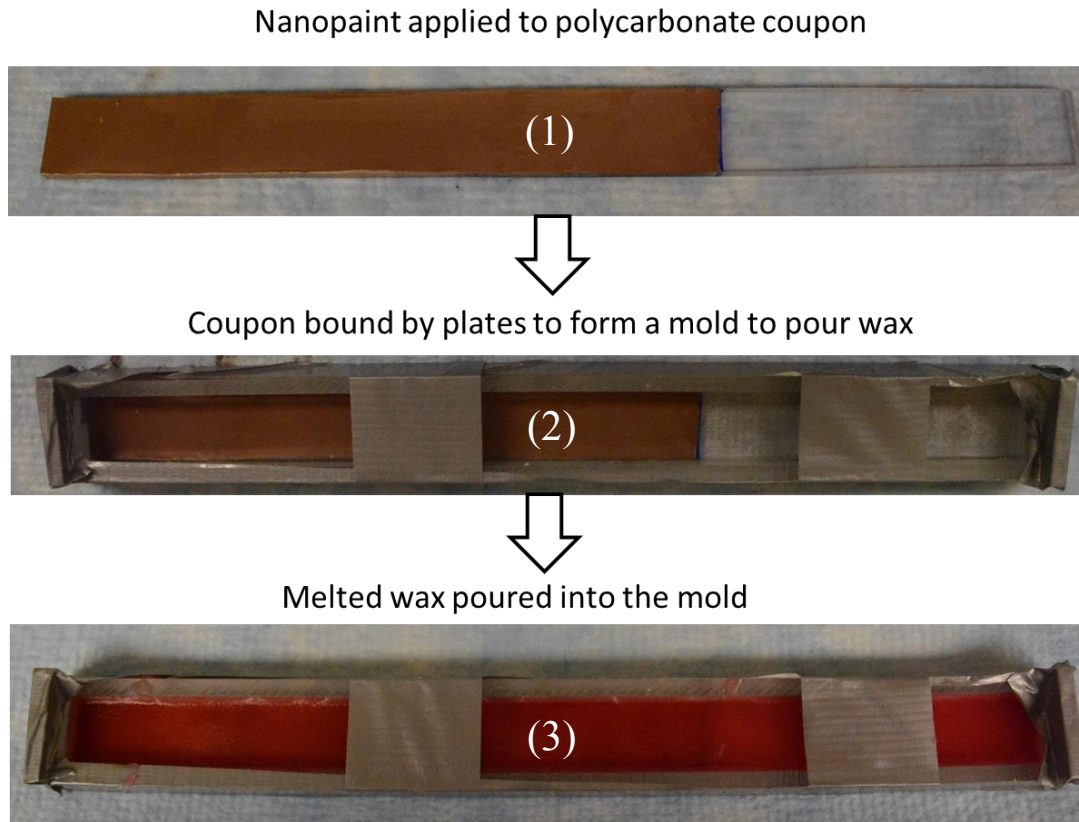 Nanopaint applied to polycarbonate coupon
(1)
Coupon bound by plates to form a mold to pour wax
(2)
Melted wax poured into the mold
(3)